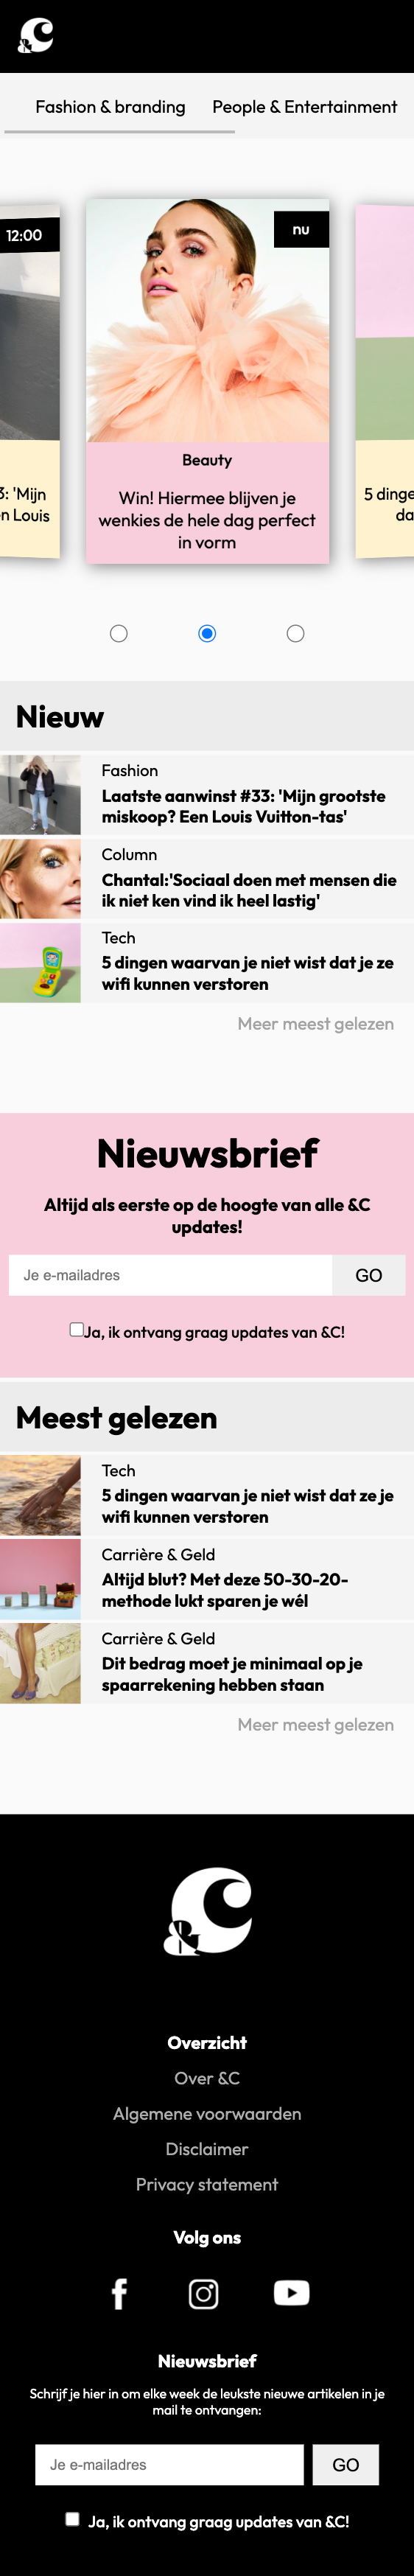 &C
Fashion & branding People & Entertainment
12:00
nu
3: 'Mijn
n Louis
Beauty
Win! Hiermee blijven je
wenkies de hele dag perfect
in vorm
5 dinge
da
Nieuw
Fashion
Laatste aanwinst #33: 'Mijn grootste
miskoop? Een Louis Vuitton-tas'
Column
Chantal:'Sociaal doen met mensen die
ik niet ken vind ik heel lastig'
Tech
5 dingen waarvan je niet wist dat je ze
wifi kunnen verstoren
Meer meest gelezen
Nieuwsbrief
Altijd als eerste op de hoogte van alle &C
updates!
Je e-mailadres GO
Ja, ik ontvang graag updates van &C!
Meest gelezen
Tech
5 dingen waarvan je niet wist dat ze je
wifi kunnen verstoren
Carrière & Geld
Altijd blut? Met deze 50-30-20-
methode lukt sparen je wél
Carrière & Geld
Dit bedrag moet je minimaal op je
spaarrekening hebben staan
Meer meest gelezen
&C
Overzicht
Over &C
Algemene voorwaarden
Disclaimer
Privacy statement
Volg ons
Nieuwsbrief
Schrijf je hier in om elke week de leukste nieuwe artikelen in je
mail te ontvangen:
Je e-mailadres GO
Ja, ik ontvang graag updates van &C!